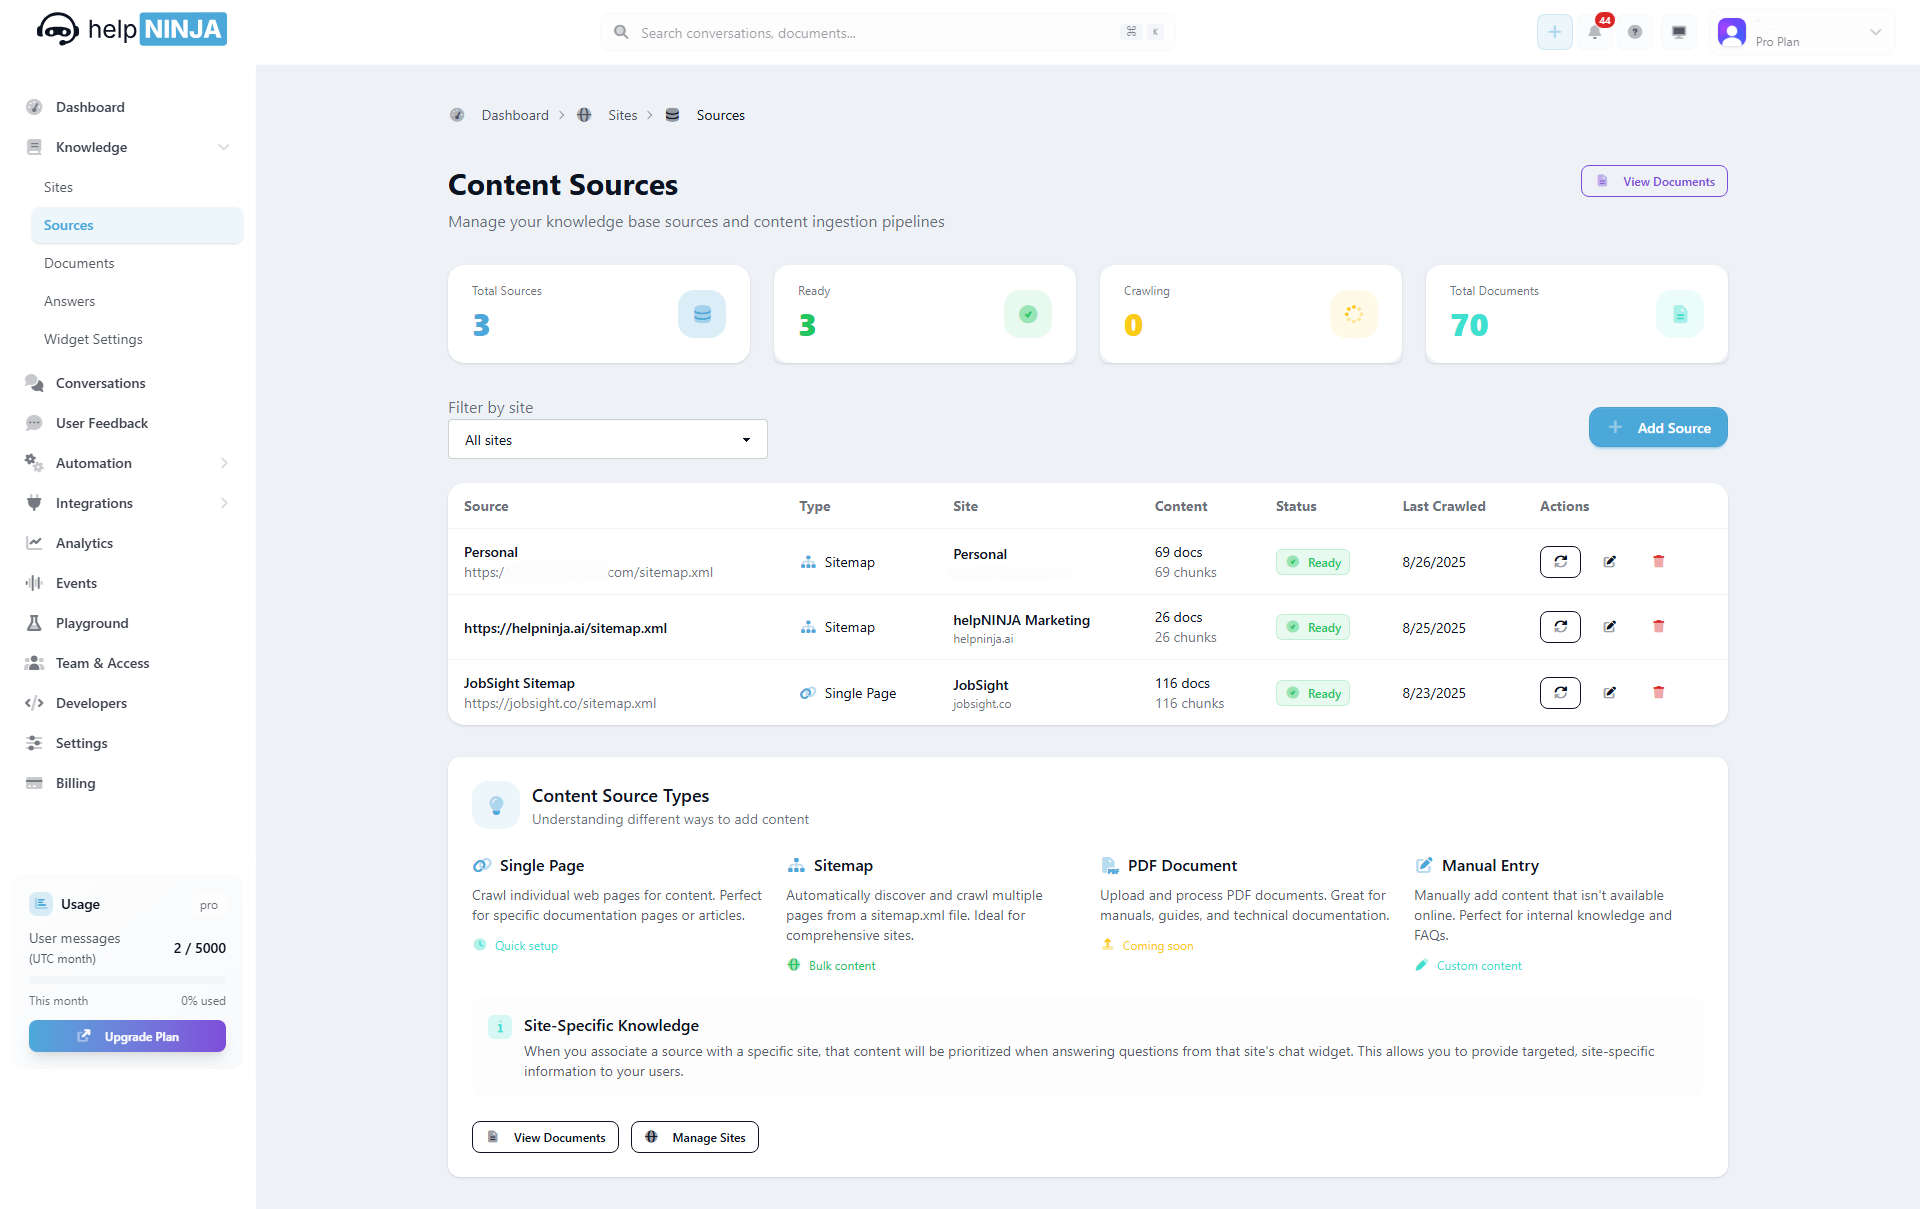 help NINJA
Search conversations, documents...
⌘ K
44
?
Pro Plan
Dashboard
Knowledge
Sites
Sources
Documents
Answers
Widget Settings
Conversations
User Feedback
Automation
Integrations
Analytics
Events
Playground
Team & Access
Developers
Settings
Billing
Usage
pro
User messages
(UTC month)
2 / 5000
This month
0% used
Upgrade Plan
Dashboard > Sites > Sources
Content Sources
Manage your knowledge base sources and content ingestion pipelines
View Documents
Total Sources
3
Ready
3
Crawling
0
Total Documents
70
Filter by site
All sites
Add Source
Source Type Site Content Status Last Crawled Actions
Personal
https:/ com/sitemap.xml
Sitemap
Personal
69 docs
69 chunks
Ready
8/26/2025
https://helpninja.ai/sitemap.xml
Sitemap
helpNINJA Marketing
helpninja.ai
26 docs
26 chunks
Ready
8/25/2025
JobSight Sitemap
https://jobsight.co/sitemap.xml
Single Page
JobSight
jobsight.co
116 docs
116 chunks
Ready
8/23/2025
Content Source Types
Understanding different ways to add content
Single Page
Crawl individual web pages for content. Perfect
for specific documentation pages or articles.
Quick setup
Sitemap
Automatically discover and crawl multiple
pages from a sitemap.xml file. Ideal for
comprehensive sites.
Bulk content
PDF
PDF Document
Upload and process PDF documents. Great for
manuals, guides, and technical documentation.
Coming soon
Manual Entry
Manually add content that isn't available
online. Perfect for internal knowledge and
FAQs.
Custom content
i
Site-Specific Knowledge
When you associate a source with a specific site, that content will be prioritized when answering questions from that site's chat widget. This allows you to provide targeted, site-specific
information to your users.
View Documents
Manage Sites